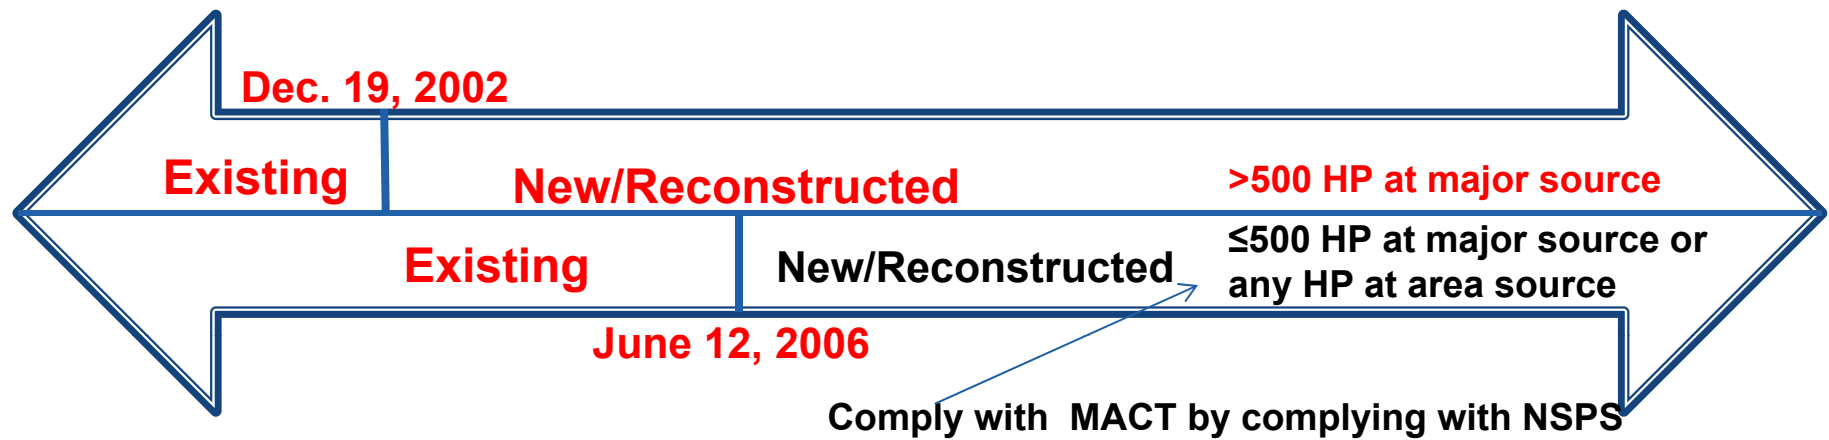 Dec. 19, 2002
Existing
New/Reconstructed
>500 HP at major source
Existing
New/Reconstructed
≤500 HP at major source or
any HP at area source
June 12, 2006
Comply with MACT by complying with NSPS